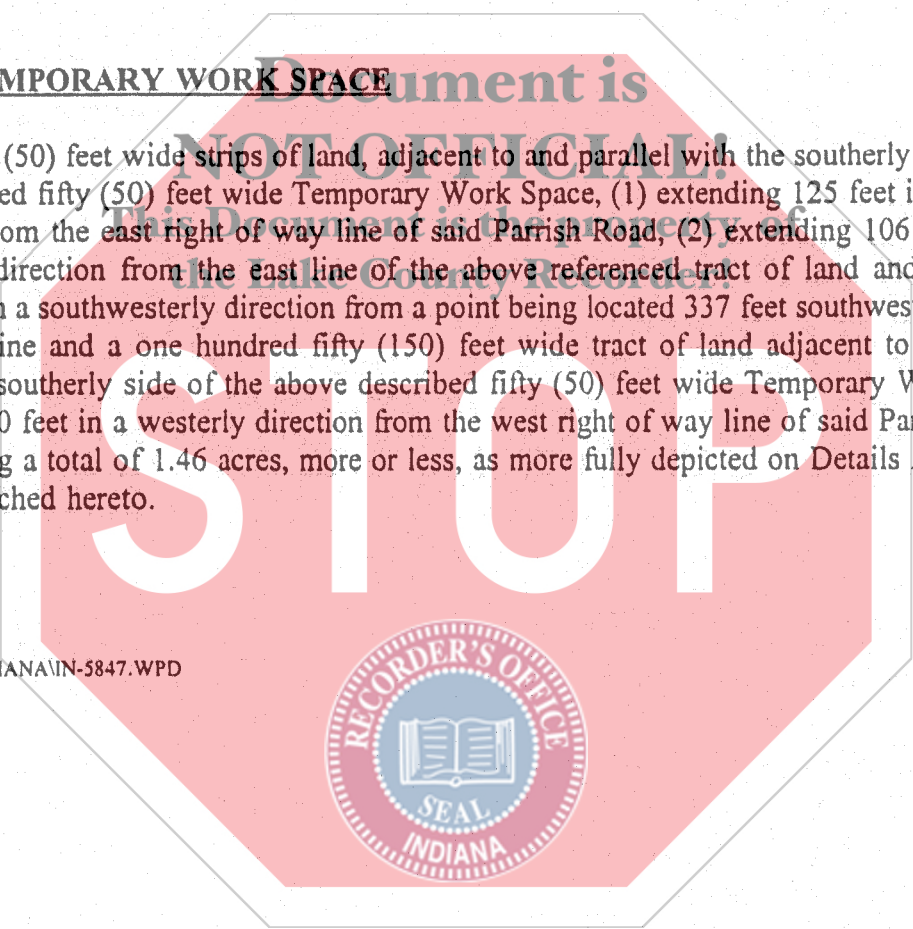 MPORARY WORK SPACE
(50) feet wide strips of land, adjacent to and parallel with the southerly
ed fifty (50) feet wide Temporary Work Space, (1) extending 125 feet i
om the east right of way line of said Parrish Road, (2) extending 106
direction from the east line of the above referenced tract of land and
a southwesterly direction from a point being located 337 feet southwes
ine and a one hundred fifty (150) feet wide tract of land adjacent to
southerly side of the above described fifty (50) feet wide Temporary W
0 feet in a westerly direction from the west right of way line of said Par
g a total of 1.46 acres, more or less, as more fully depicted on Details
ched hereto.
IANA\IN-5847.WPD
Document is
NOT OFFICIAL!
This Document is the property of
the Lake County Recorder!
STOP
RECORDER'S OFFICE
SEAL
INDIANA